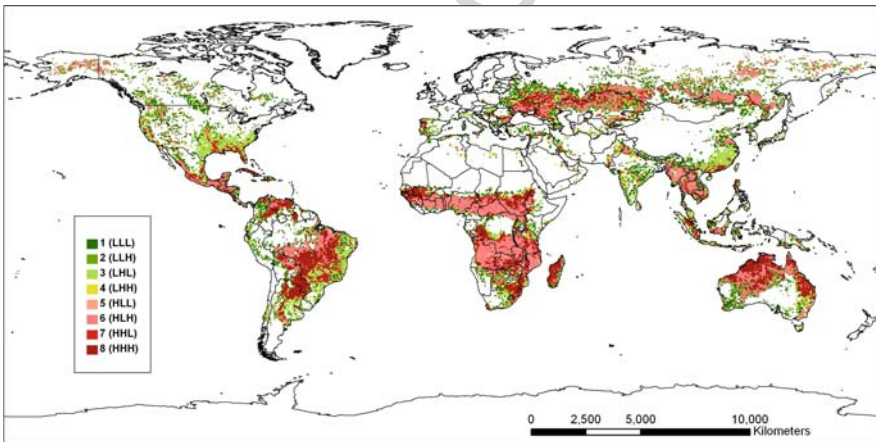 1 (LLL)
2 (LLH)
3 (LHL)
4 (LHH)
5 (HLL)
6 (HLH)
7 (HHL)
8 (HHH)
0 2,500 5,000 10,000
Kilometers